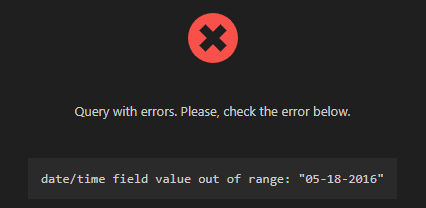 Query with errors. Please, check the error below.
date/time field value out of range: "05-18-2016"